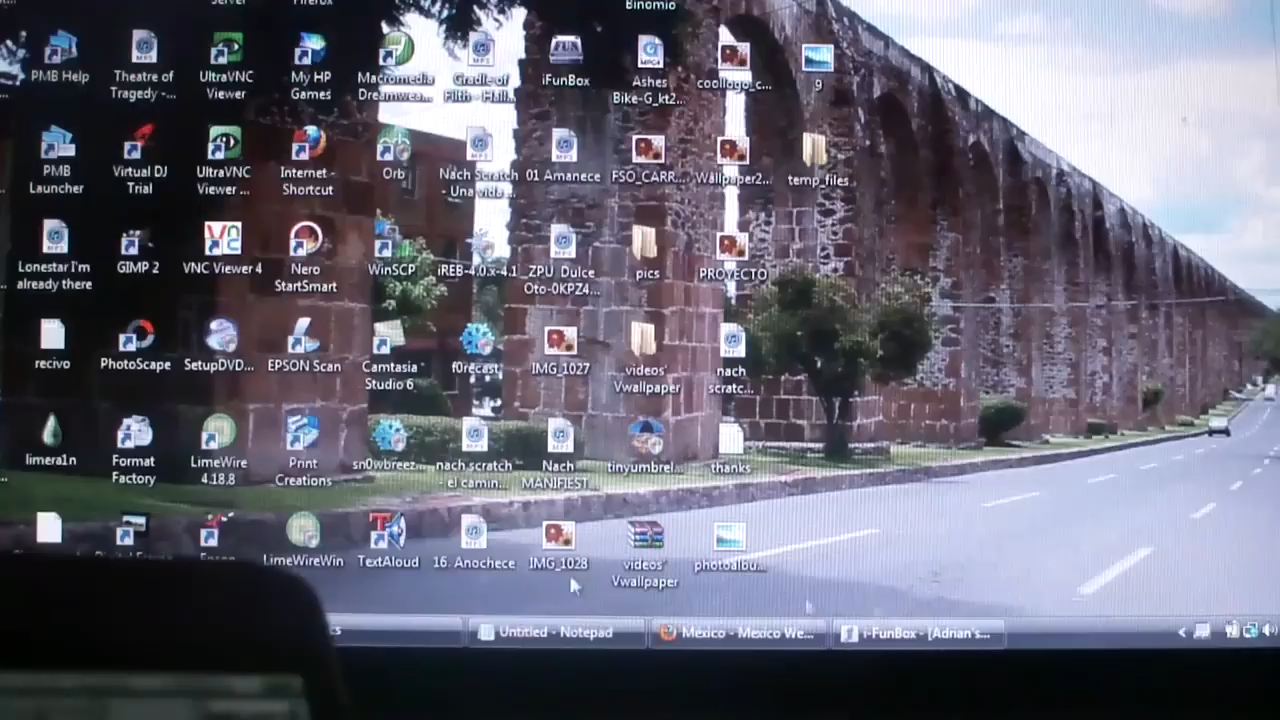 Server
Firefox
Binomio
PMB Help
Theatre of
Tragedy -...
UltraVNC
Viewer
My HP
Games
Macromedia
Dreamwea...
Cradle of
Filth - Hall...
iFunBox
Ashes
Bike-G_kt2...
coollogo_c...
9
PMB
Launcher
Virtual DJ
Trial
UltraVNC
Viewer ...
Internet -
Shortcut
Orb
Nach Scratch
- Una vida ...
01 Amanece
FSO_CARR...
Wallpaper2...
temp_files
Lonestar I'm
already there
GIMP 2
VNC Viewer 4
Nero
StartSmart
WinSCP
iREB-4.0.x-4.1
_ZPU_Dulce
Oto-0KPZ4...
pics
PROYECTO
recivo
PhotoScape
SetupDVD...
EPSON Scan
Camtasia
Studio 6
f0recast
IMG_1027
videos'
Vwallpaper
nach
scratc...
limera1n
Format
Factory
LimeWire
4.18.8
Print
Creations
sn0wbreez...
nach scratch
- el camin...
Nach
MANIFIEST...
tinyumbrel...
thanks
LimeWireWin
TextAloud
16. Anochece
IMG_1028
videos'
Vwallpaper
photoalbu...
Untitled - Notepad
Mexico - Mexico We...
i-FunBox - [Adnan's...